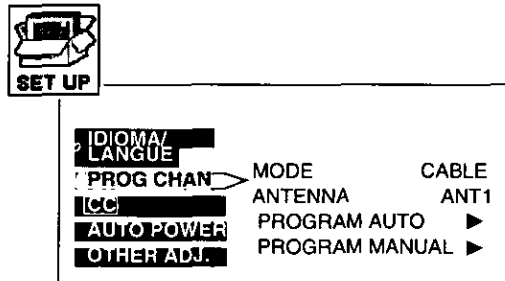 SET UP
IDIOMA/
LANGUE
PROG CHAN
CC
AUTO POWER
OTHER ADJ.
MODE CABLE
ANTENNA ANT1
PROGRAM AUTO ▶
PROGRAM MANUAL ▶